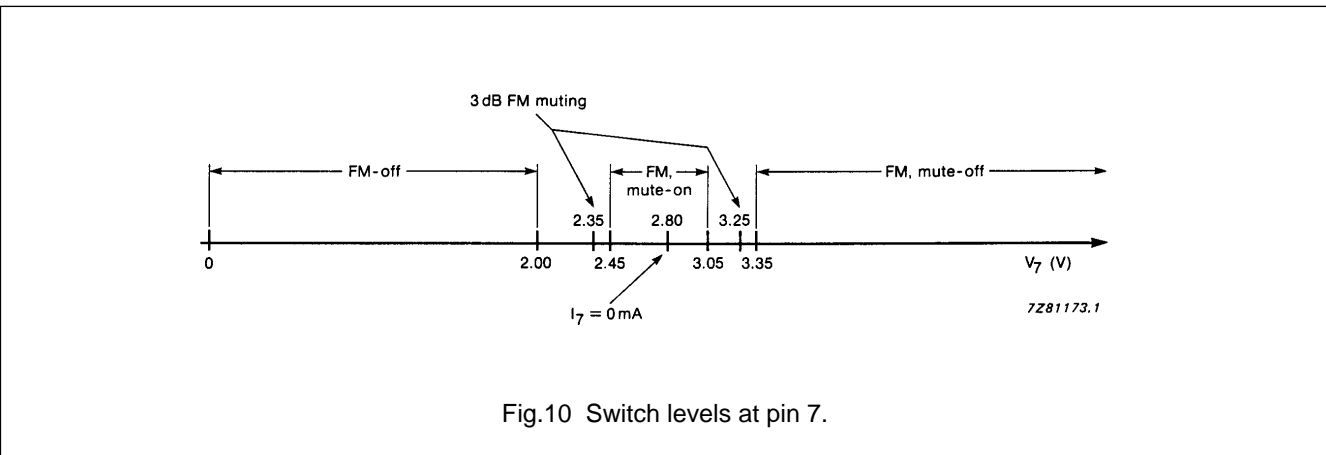 3 dB FM muting
FM-off
FM,
mute-on
FM, mute-off
2.35
2.80
3.25
0
2.00
2.45
3.05
3.35
V7 (V)
I7 = 0 mA
7Z81173.1
Fig.10 Switch levels at pin 7.